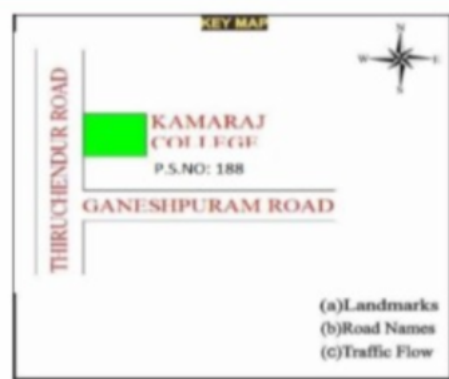 KEY MAP
N
W
E
S
THIRUCHENDUR ROAD
KAMARAJ
COLLEGE
P.S.NO: 188
GANESHPURAM ROAD
(a)Landmarks
(b)Road Names
(c)Traffic Flow